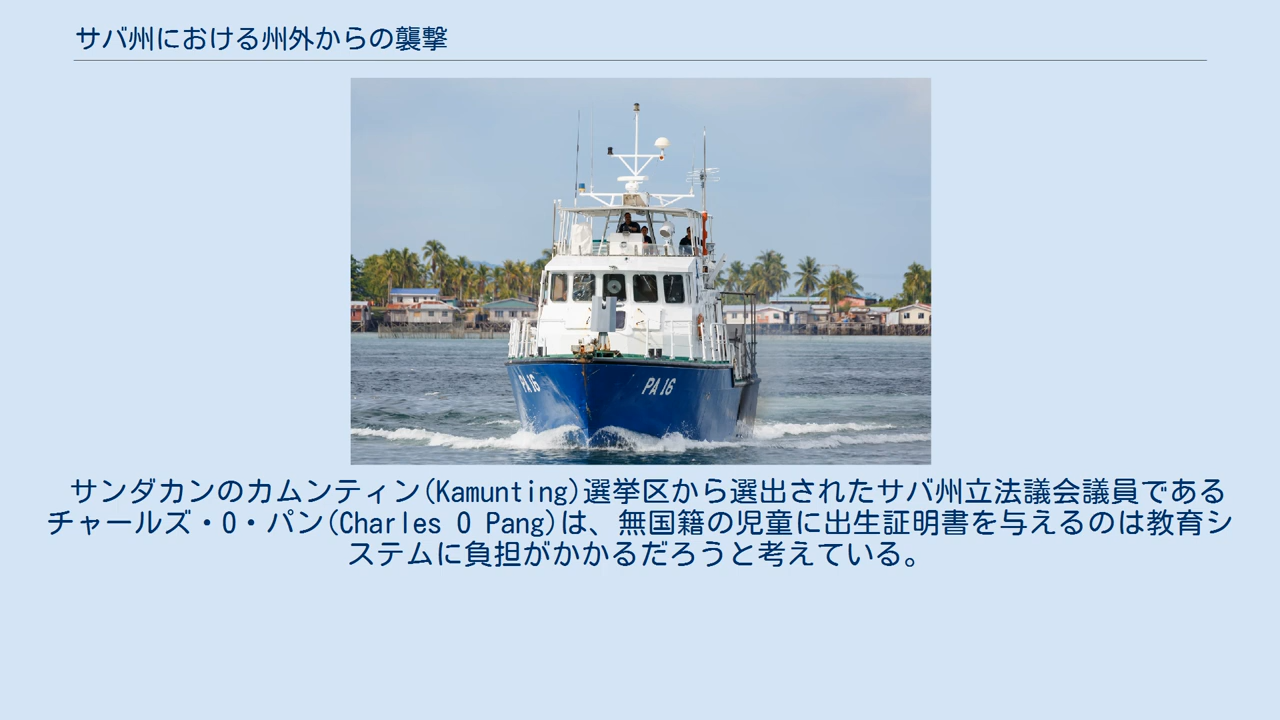 サバ州における州外からの襲撃
PA 16
PA 16
サンダカンのカムンティン(Kamunting)選挙区から選出されたサバ州立法議会議員である
チャールズ・O・パン(Charles O Pang)は、無国籍の児童に出生証明書を与えるのは教育シ
ステムに負担がかかるだろうと考えている。